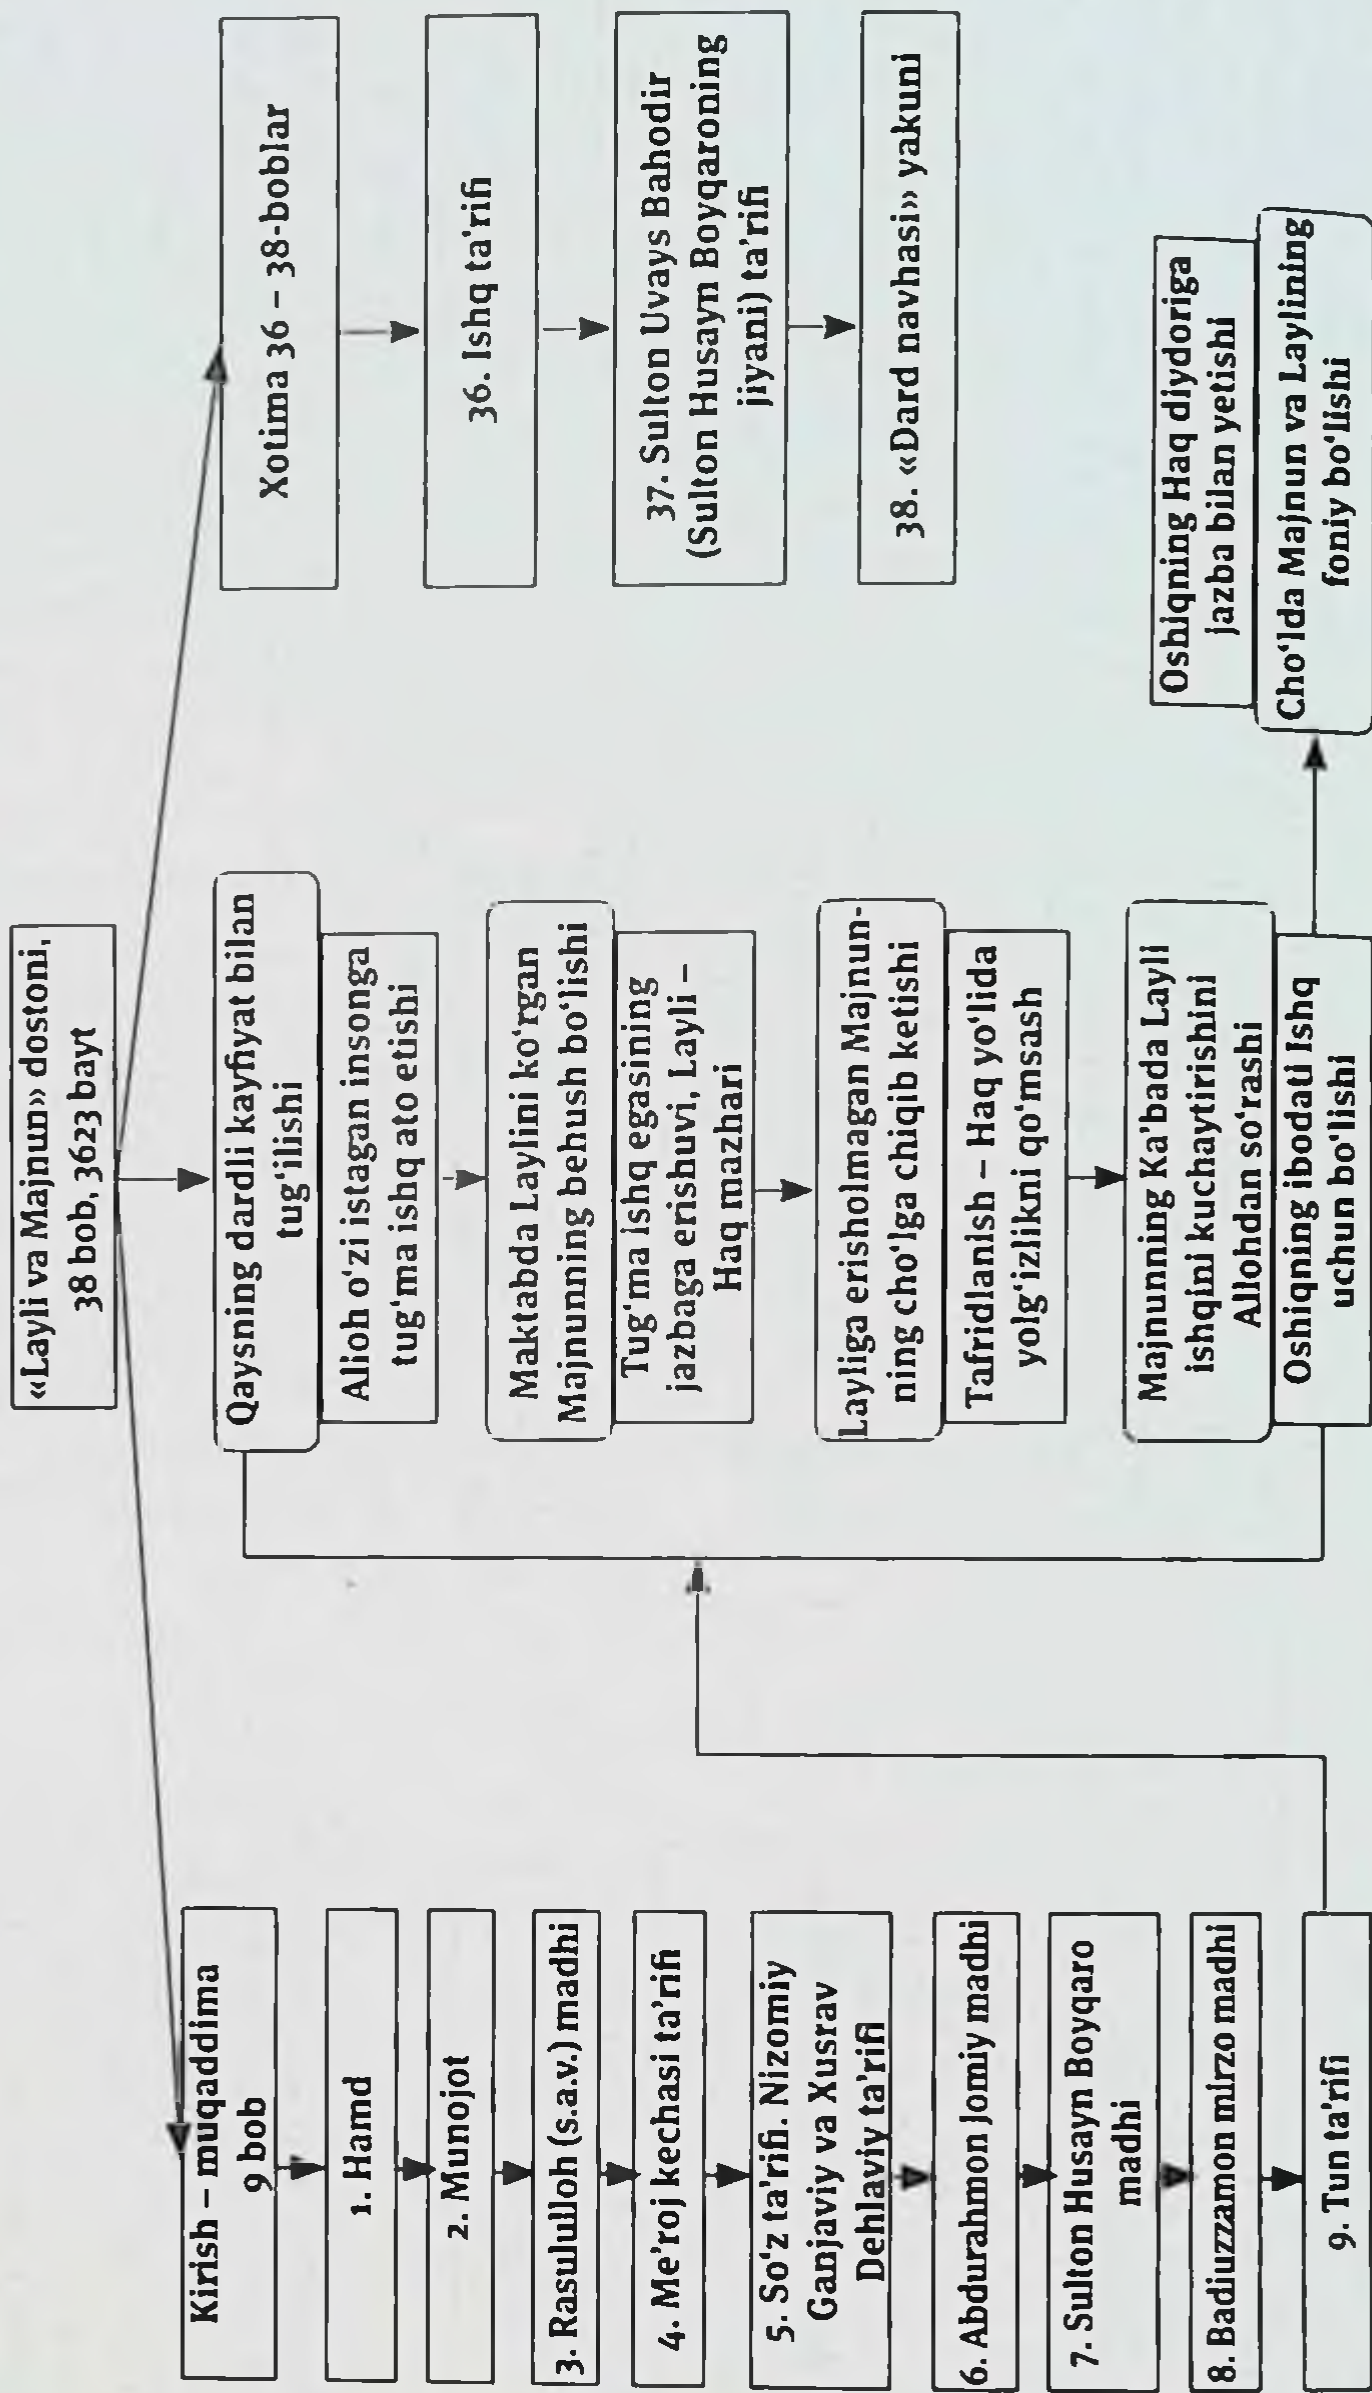 «Layli va Majnun» dostoni,
38 bob, 3623 bayt
Kirish – muqaddima
9 bob
1. Hamd
2. Munojot
3. Rasululloh (s.a.v.) madhi
4. Me'roj kechasi ta'rifi
5. So'z ta'rifi. Nizomiy
Ganjaviy va Xusrav
Dehlaviy ta'rifi
6. Abdurahmon Jomiy madhi
7. Sulton Husayn Boyqaro
madhi
8. Badiuzzamon mirzo madhi
9. Tun ta'rifi
Qaysning dardli kayfiyat bilan
tug'ilishi
Alloh o'zi istagan insonga
tug'ma ishq ato etishi
Maktabda Laylini ko'rgan
Majnunning behush bo'lishi
Tug'ma ishq egasining
jazbaga erishuvi, Layli –
Haq mazhari
Layliga erisholmagan Majnun-
ning cho'lga chiqib ketishi
Tafridlanish – Haq yo'lida
yolg'izlikni qo'msash
Majnunning Ka'bada Layli
ishqini kuchaytirishini
Allohdan so'rashi
Oshiqning ibodati Ishq
uchun bo'lishi
Xotima 36 – 38-boblar
36. Ishq ta'rifi
37. Sulton Uvays Bahodir
(Sulton Husayn Boyqaroning
jiyani) ta'rifi
38. «Dard navhasi» yakuni
Oshiqning Haq diydoriga
jazba bilan yetishi
Cho'lda Majnun va Laylining
foniy bo'lishi